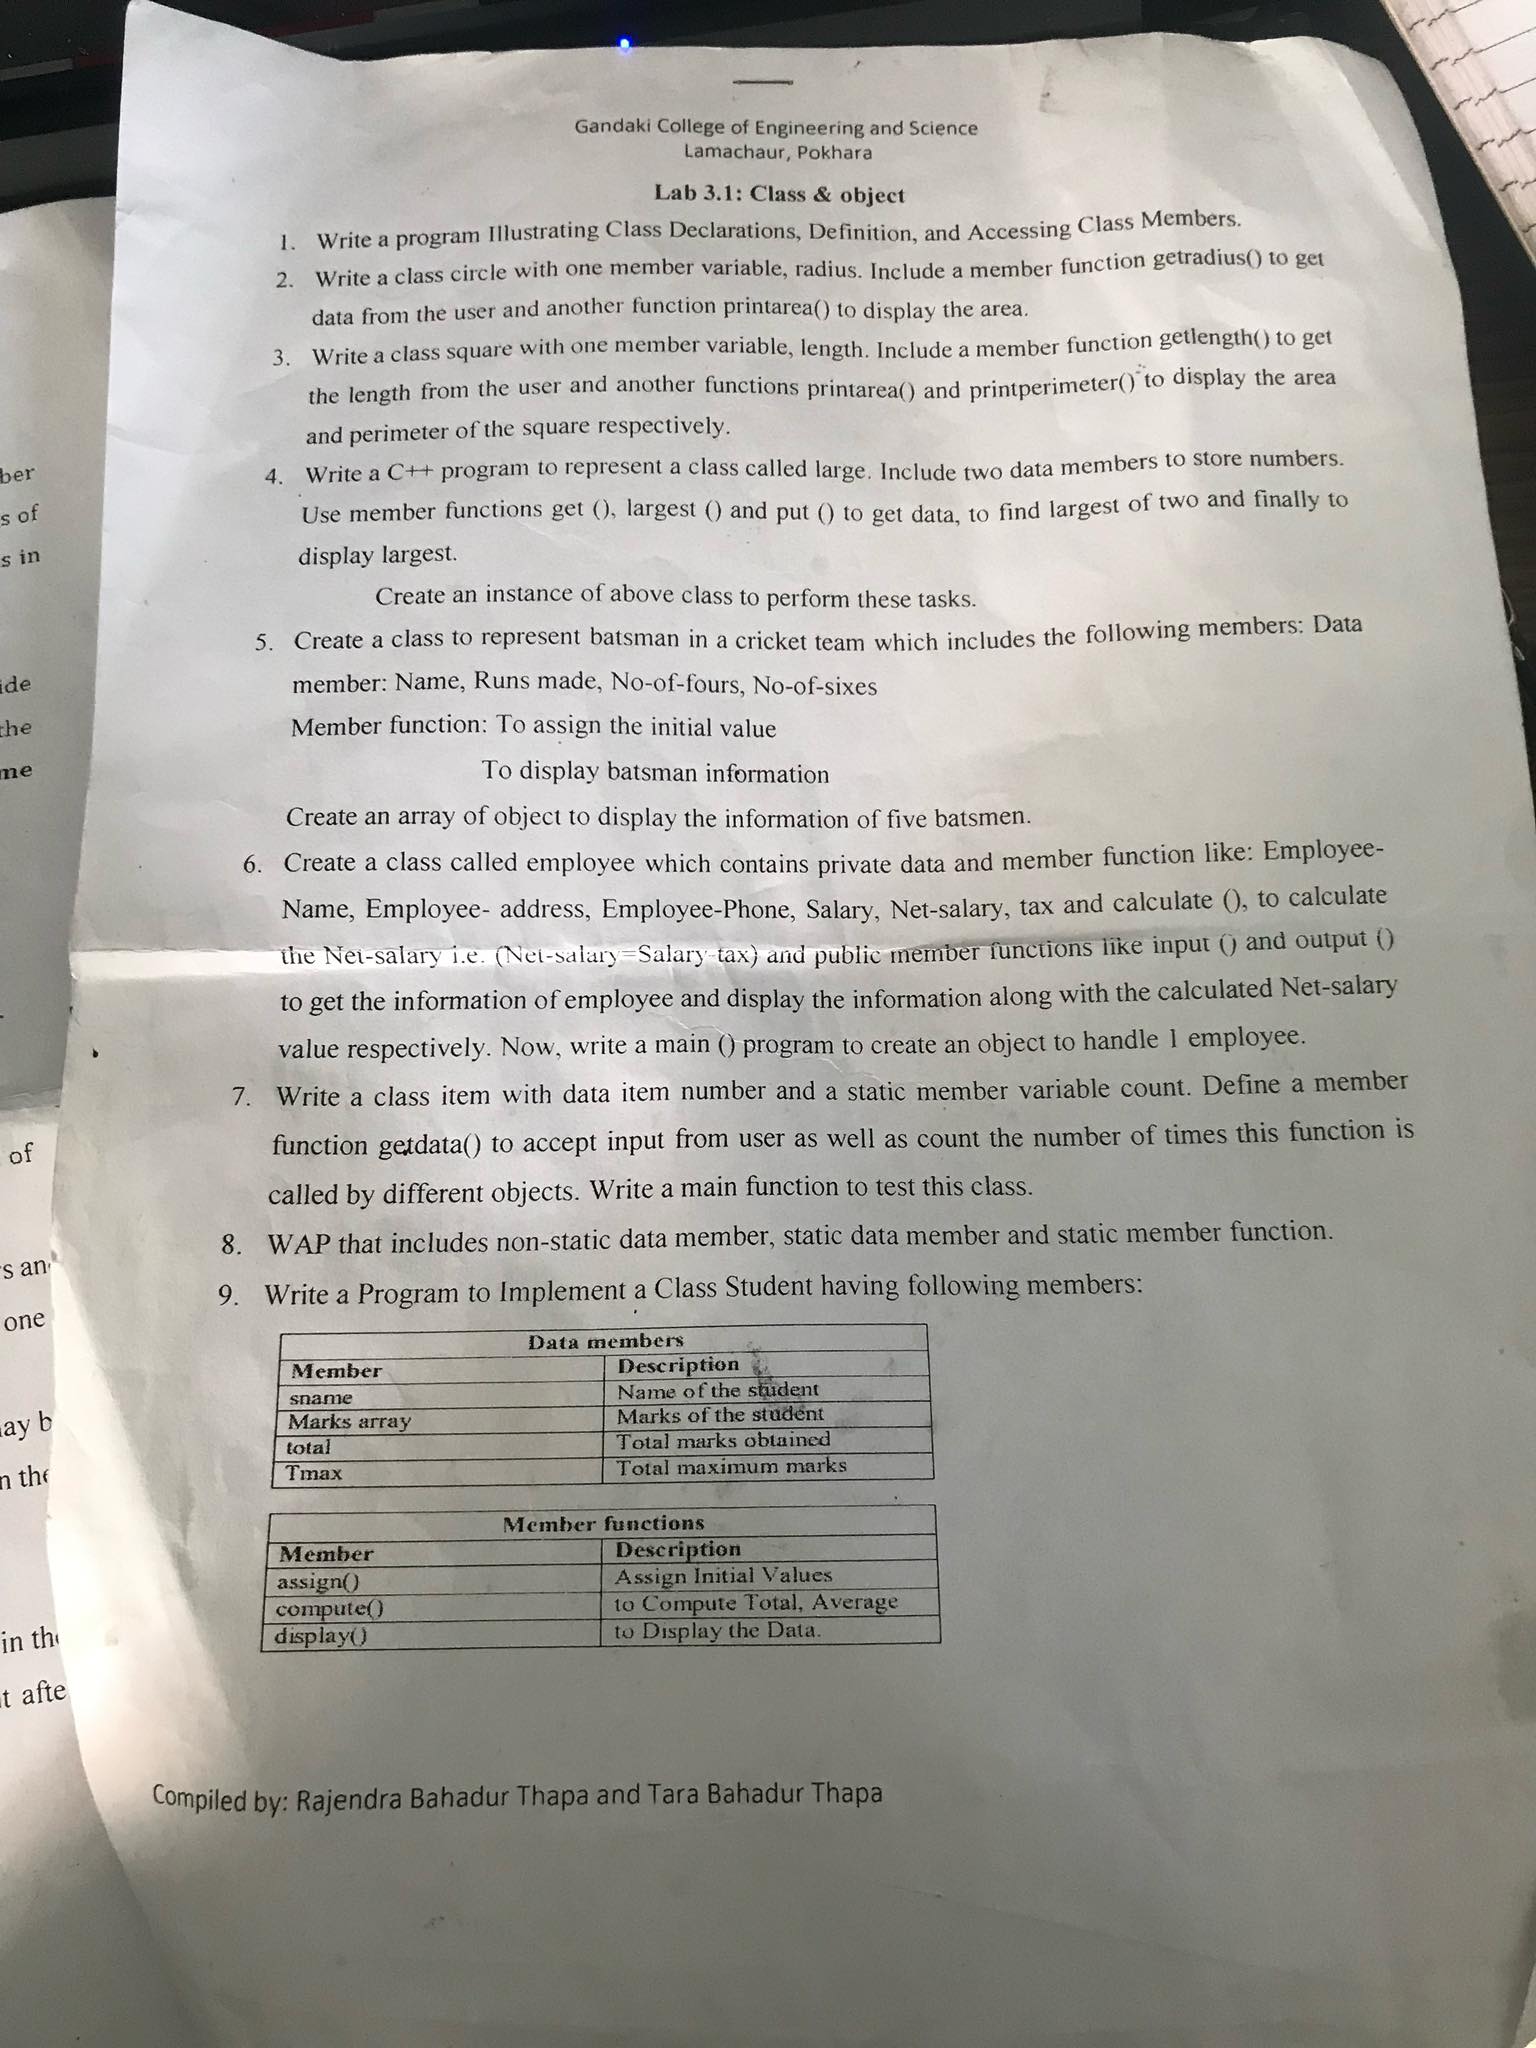 Gandaki College of Engineering and Science
Lamachaur, Pokhara
Lab 3.1: Class & object
1. Write a program Illustrating Class Declarations, Definition, and Accessing Class Members.
2. Write a class circle with one member variable, radius. Include a member function getradius() to get
data from the user and another function printarea() to display the area.
3. Write a class square with one member variable, length. Include a member function getlength() to get
the length from the user and another functions printarea() and printperimeter() to display the area
and perimeter of the square respectively.
4. Write a C++ program to represent a class called large. Include two data members to store numbers.
Use member functions get (), largest () and put () to get data, to find largest of two and finally to
display largest.
Create an instance of above class to perform these tasks.
5. Create a class to represent batsman in a cricket team which includes the following members: Data
member: Name, Runs made, No-of-fours, No-of-sixes
Member function: To assign the initial value
To display batsman information
Create an array of object to display the information of five batsmen.
6. Create a class called employee which contains private data and member function like: Employee-
Name, Employee- address, Employee-Phone, Salary, Net-salary, tax and calculate (), to calculate
the Net-salary i.e. (Net-salary=Salary-tax) and public member functions like input () and output ()
to get the information of employee and display the information along with the calculated Net-salary
value respectively. Now, write a main () program to create an object to handle 1 employee.
7. Write a class item with data item number and a static member variable count. Define a member
function getdata() to accept input from user as well as count the number of times this function is
called by different objects. Write a main function to test this class.
8. WAP that includes non-static data member, static data member and static member function.
9. Write a Program to Implement a Class Student having following members:
Data members
Member Description
sname Name of the student
Marks array Marks of the student
total Total marks obtained
Tmax Total maximum marks
Member functions
Member Description
assign() Assign Initial Values
compute() to Compute Total, Average
display() to Display the Data.
Compiled by: Rajendra Bahadur Thapa and Tara Bahadur Thapa
ber
s of
s in
ide
the
me
of
s an
one
ay b
n the
in the
t afte